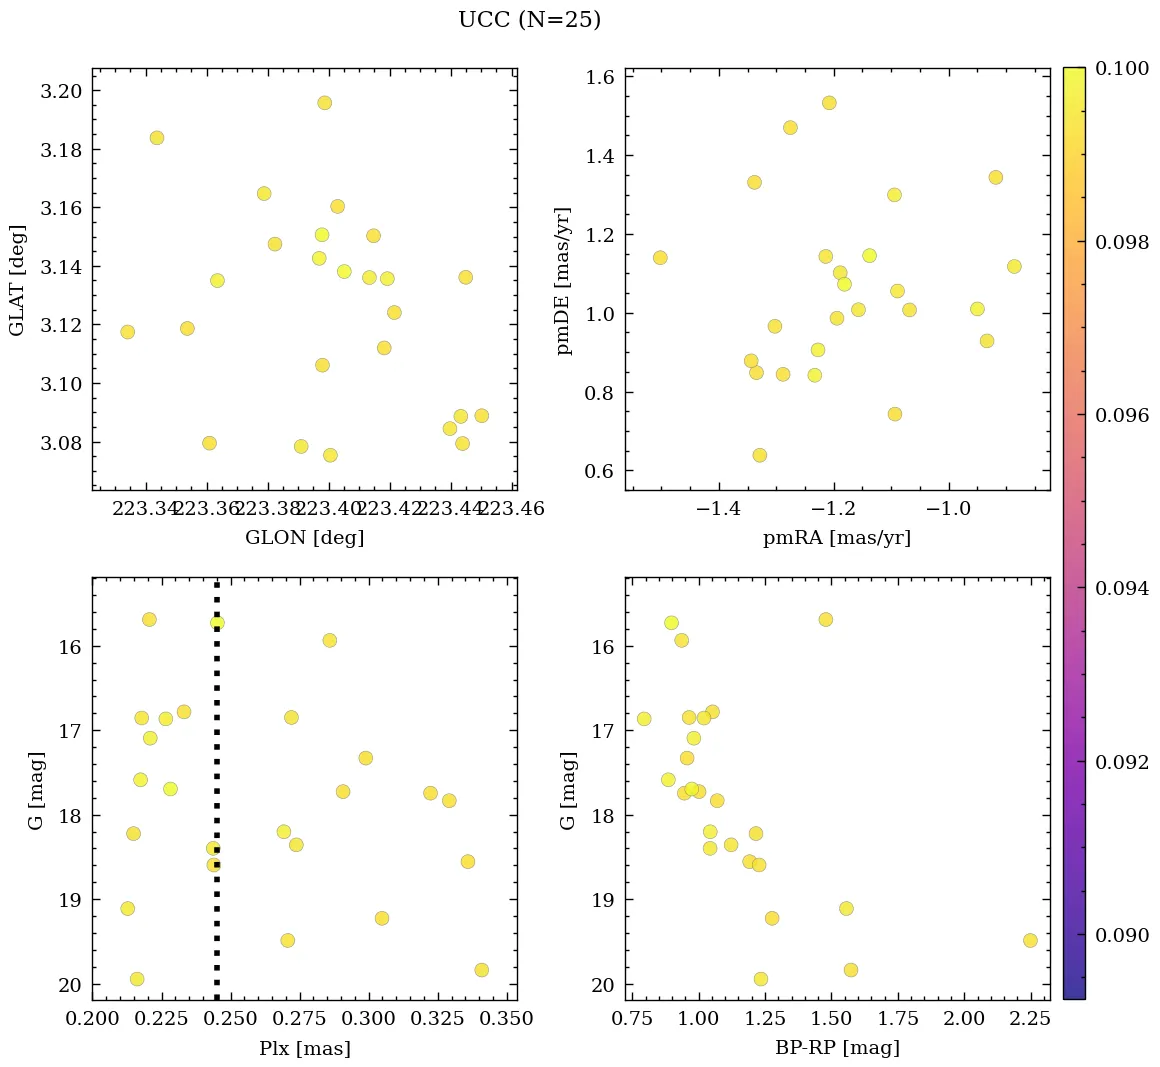 UCC (N=25)
3.20
3.18
3.16
3.14
3.12
3.10
3.08
GLAT [deg]
223.34 223.36 223.38 223.40 223.42 223.44 223.46
GLON [deg]
1.6
1.4
1.2
1.0
0.8
0.6
pmDE [mas/yr]
−1.4 −1.2 −1.0
pmRA [mas/yr]
0.100
0.098
0.096
0.094
0.092
0.090
16
17
18
19
20
G [mag]
0.200 0.225 0.250 0.275 0.300 0.325 0.350
Plx [mas]
16
17
18
19
20
G [mag]
0.75 1.00 1.25 1.50 1.75 2.00 2.25
BP-RP [mag]